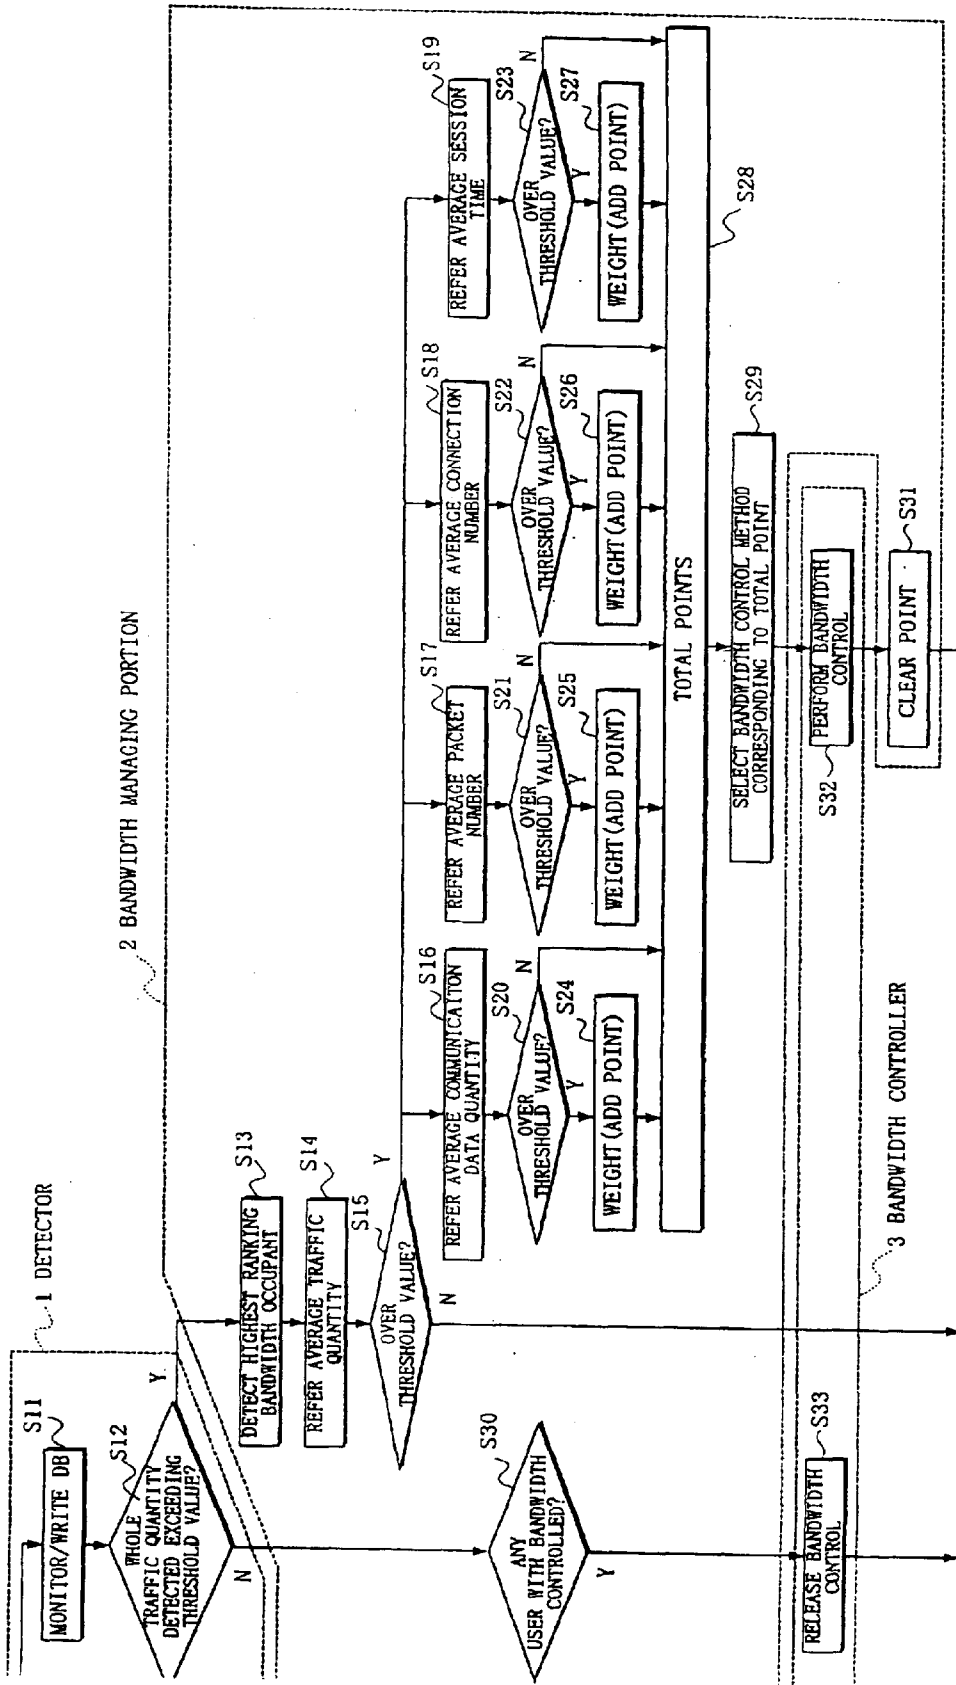 1 DETECTOR
S11
MONITOR/WRITE DB
S12
WHOLE
TRAFFIC QUANTITY
DETECTED EXCEEDING
THRESHOLD VALUE?
Y
N
2 BANDWIDTH MANAGING PORTION
S13
DETECT HIGHEST RANKING
BANDWIDTH OCCUPANT
S14
REFER AVERAGE TRAFFIC
QUANTITY
S15
OVER
THRESHOLD VALUE?
Y
N
S16
REFER AVERAGE COMMUNICAITON
DATA QUANTITY
S17
REFER AVERAGE PACKET
NUMBER
S18
REFER AVERAGE CONNECTION
NUMBER
S19
REFER AVERAGE SESSION
TIME
S20
OVER
THRESHOLD VALUE?
N
Y
S21
OVER
THRESHOLD VALUE?
N
Y
S22
OVER
THRESHOLD VALUE?
N
Y
S23
OVER
THRESHOLD VALUE?
N
Y
S24
WEIGHT(ADD POINT)
S25
WEIGHT(ADD POINT)
S26
WEIGHT(ADD POINT)
S27
WEIGHT(ADD POINT)
TOTAL POINTS
S28
S29
SELECT BANDWIDTH CONTROL METHOD
CORRESPONDING TO TOTAL POINT
S30
ANY
USER WITH BANDWIDTH
CONTROLLED?
Y
S32
PERFORM BANDWIDTH
CONTROL
S33
RELEASE BANDWIDTH
CONTROL
3 BANDWIDTH CONTROLLER
S31
CLEAR POINT